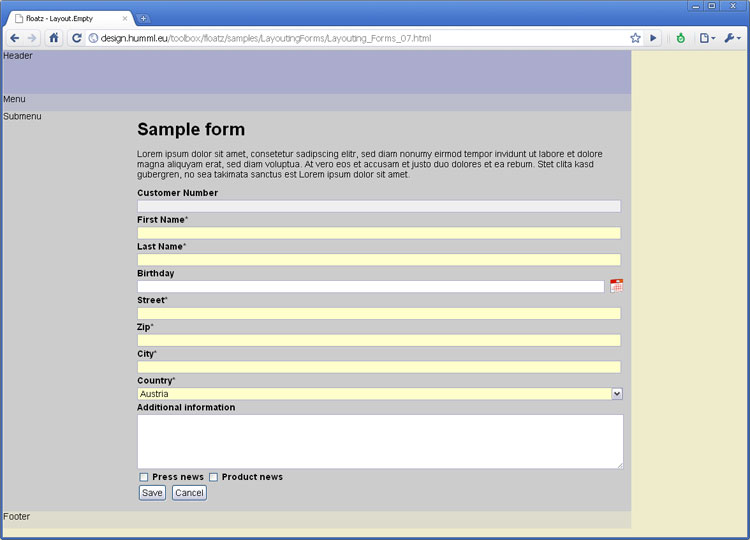 floatz - Layout.Empty
design.humml.eu/toolbox/floatz/samples/LayoutingForms/Layouting_Forms_07.html
Header
Menu
Submenu
Sample form
Lorem ipsum dolor sit amet, consetetur sadipscing elitr, sed diam nonumy eirmod tempor invidunt ut labore et dolore
magna aliquyam erat, sed diam voluptua. At vero eos et accusam et justo duo dolores et ea rebum. Stet clita kasd
gubergren, no sea takimata sanctus est Lorem ipsum dolor sit amet.
Customer Number
First Name*
Last Name*
Birthday
Street*
Zip*
City*
Country*
Austria
Additional information
Press news Product news
Save Cancel
Footer